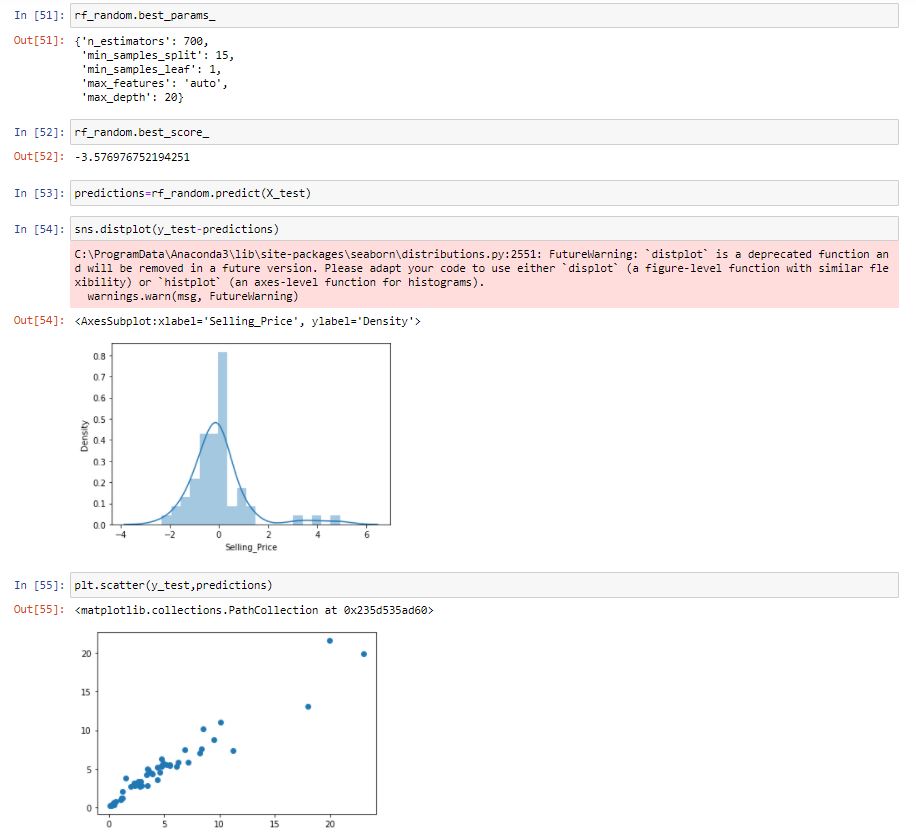 In [51]: rf_random.best_params_
Out[51]: {'n_estimators': 700,
'min_samples_split': 15,
'min_samples_leaf': 1,
'max_features': 'auto',
'max_depth': 20}
In [52]: rf_random.best_score_
Out[52]: -3.576976752194251
In [53]: predictions=rf_random.predict(X_test)
In [54]: sns.distplot(y_test-predictions)
C:\ProgramData\Anaconda3\lib\site-packages\seaborn\distributions.py:2551: FutureWarning: `distplot` is a deprecated function an
d will be removed in a future version. Please adapt your code to use either `displot` (a figure-level function with similar fle
xibility) or `histplot` (an axes-level function for histograms).
warnings.warn(msg, FutureWarning)
Out[54]: <AxesSubplot:xlabel='Selling_Price', ylabel='Density'>
0.8
0.7
0.6
0.5
0.4
0.3
0.2
0.1
0.0
Density
-4 -2 0 2 4 6
Selling_Price
In [55]: plt.scatter(y_test,predictions)
Out[55]: <matplotlib.collections.PathCollection at 0x235d535ad60>
20
15
10
5
0
0 5 10 15 20